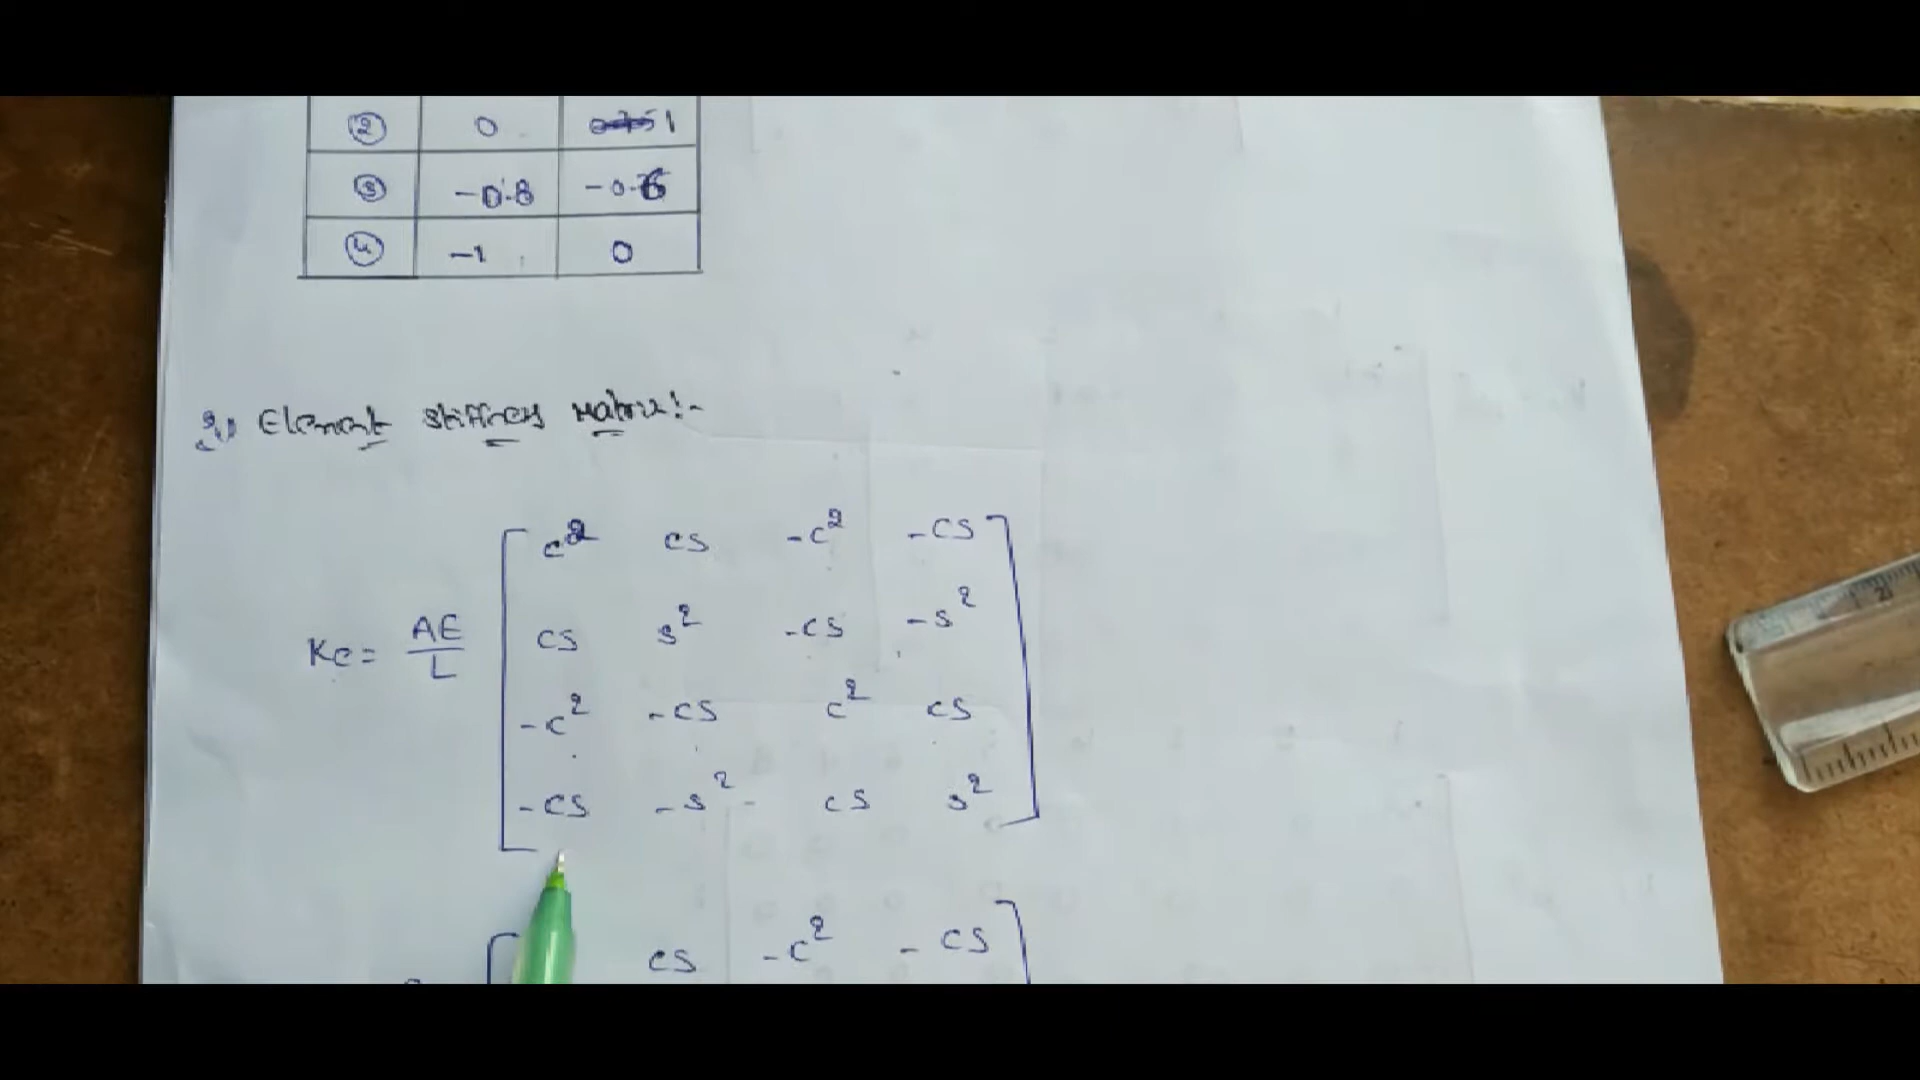 ② 0 1
③ -0.8 -0.6
④ -1 0
Element stiffness Matrix:-
c² cs -c² -cs
cs s² -cs -s²
Ke = AE/L
-c² -cs c² cs
-cs -s² cs s²
cs -c² -cs